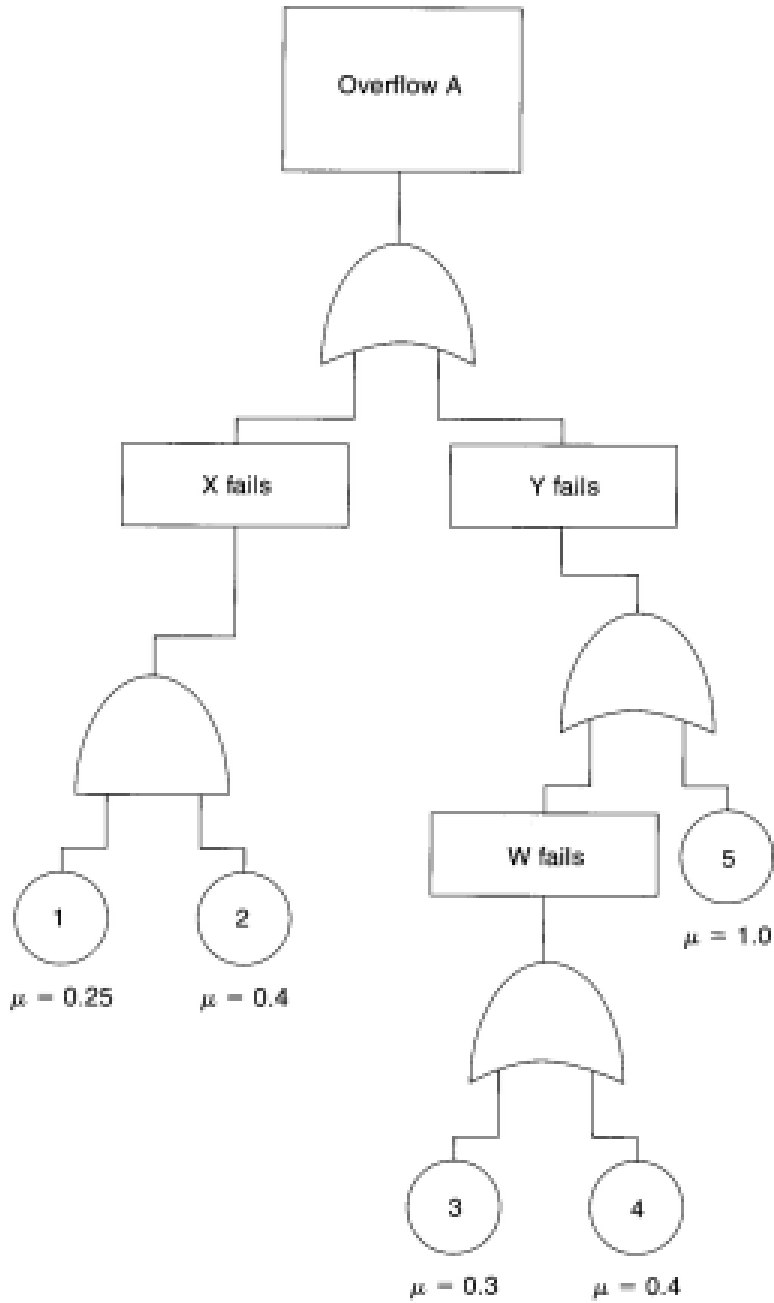 Overflow A
X fails
Y fails
W fails
5
μ = 1.0
1
2
μ = 0.25
μ = 0.4
3
4
μ = 0.3
μ = 0.4